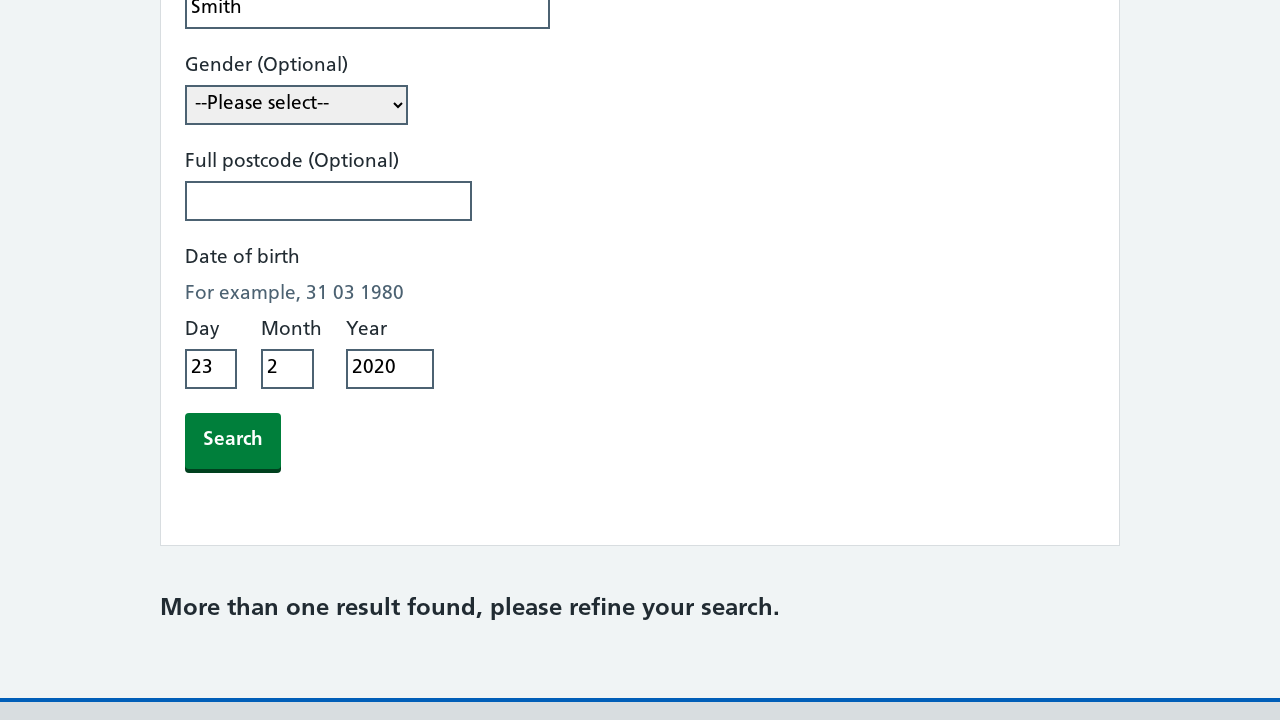 Smith
Gender (Optional)
--Please select--
Full postcode (Optional)
Date of birth
For example, 31 03 1980
Day Month Year
23 2 2020
Search
More than one result found, please refine your search.